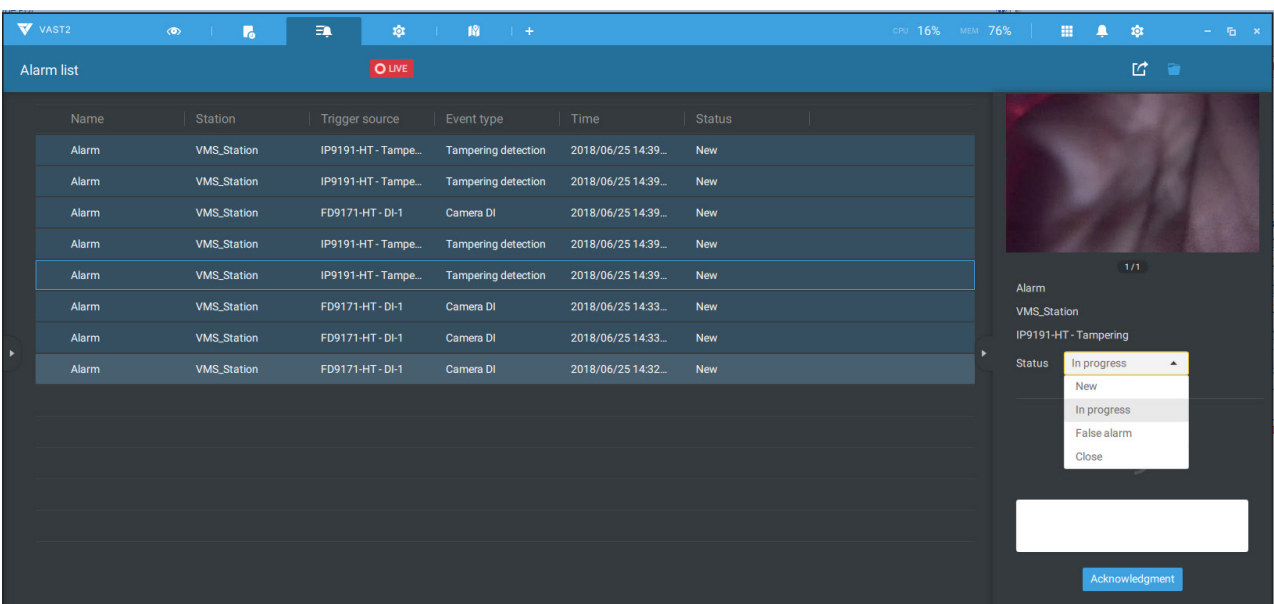 VAST2 CPU 16% MEM 76%
Alarm list LIVE
Name Station Trigger source Event type Time Status
Alarm VMS_Station IP9191-HT - Tampe... Tampering detection 2018/06/25 14:39... New
Alarm VMS_Station IP9191-HT - Tampe... Tampering detection 2018/06/25 14:39... New
Alarm VMS_Station FD9171-HT - DI-1 Camera DI 2018/06/25 14:39... New
Alarm VMS_Station IP9191-HT - Tampe... Tampering detection 2018/06/25 14:39... New
Alarm VMS_Station IP9191-HT - Tampe... Tampering detection 2018/06/25 14:39... New
Alarm VMS_Station FD9171-HT - DI-1 Camera DI 2018/06/25 14:33... New
Alarm VMS_Station FD9171-HT - DI-1 Camera DI 2018/06/25 14:33... New
Alarm VMS_Station FD9171-HT - DI-1 Camera DI 2018/06/25 14:32... New
1/1
Alarm
VMS_Station
IP9191-HT - Tampering
Status In progress
New
In progress
False alarm
Close
Acknowledgment